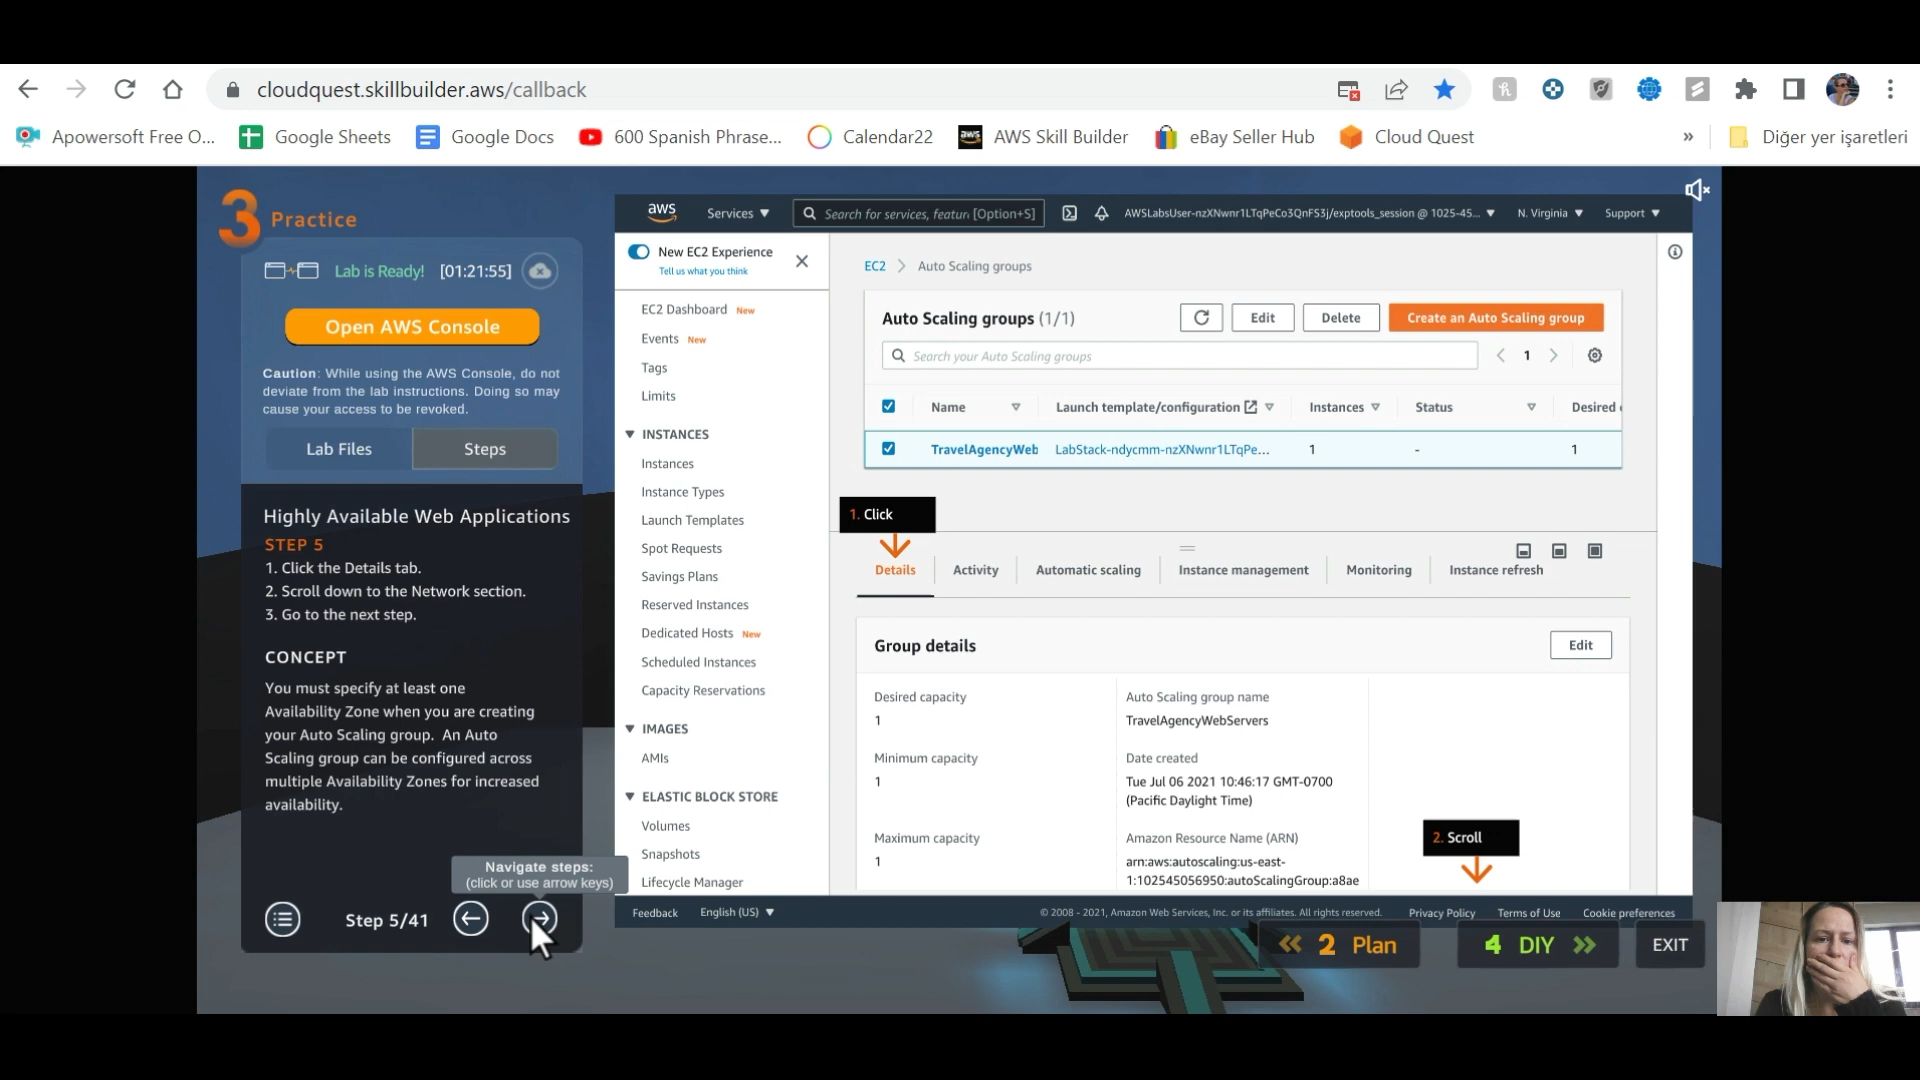 cloudquest.skillbuilder.aws/callback
Apowersoft Free O...
Google Sheets
Google Docs
600 Spanish Phrase...
Calendar22
aws
AWS Skill Builder
eBay Seller Hub
Cloud Quest
»
Diğer yer işaretleri
3 Practice
Lab is Ready! [01:21:55]
Open AWS Console
Caution: While using the AWS Console, do not
deviate from the lab instructions. Doing so may
cause your access to be revoked.
Lab Files
Steps
Highly Available Web Applications
STEP 5
1. Click the Details tab.
2. Scroll down to the Network section.
3. Go to the next step.
CONCEPT
You must specify at least one
Availability Zone when you are creating
your Auto Scaling group. An Auto
Scaling group can be configured across
multiple Availability Zones for increased
availability.
Navigate steps:
(click or use arrow keys)
Step 5/41
aws
Services
Search for services, featun [Option+S]
AWSLabsUser-nzXNwnr1LTqPeCo3QnFS3j/exptools_session @ 1025-45...
N. Virginia
Support
New EC2 Experience
Tell us what you think
EC2 Dashboard New
Events New
Tags
Limits
INSTANCES
Instances
Instance Types
Launch Templates
Spot Requests
Savings Plans
Reserved Instances
Dedicated Hosts New
Scheduled Instances
Capacity Reservations
IMAGES
AMIs
ELASTIC BLOCK STORE
Volumes
Snapshots
Lifecycle Manager
EC2 > Auto Scaling groups
Auto Scaling groups (1/1)
Edit
Delete
Create an Auto Scaling group
Search your Auto Scaling groups
1
Name
Launch template/configuration
Instances
Status
Desired
TravelAgencyWeb
LabStack-ndycmm-nzXNwnr1LTqPe...
1
-
1
1. Click
Details
Activity
Automatic scaling
Instance management
Monitoring
Instance refresh
Group details
Edit
Desired capacity
1
Minimum capacity
1
Maximum capacity
1
Auto Scaling group name
TravelAgencyWebServers
Date created
Tue Jul 06 2021 10:46:17 GMT-0700
(Pacific Daylight Time)
Amazon Resource Name (ARN)
arn:aws:autoscaling:us-east-
1:102545056950:autoScalingGroup:a8ae
2. Scroll
Feedback
English (US)
© 2008 - 2021, Amazon Web Services, Inc. or its affiliates. All rights reserved.
Privacy Policy
Terms of Use
Cookie preferences
« 2 Plan
4 DIY »
EXIT